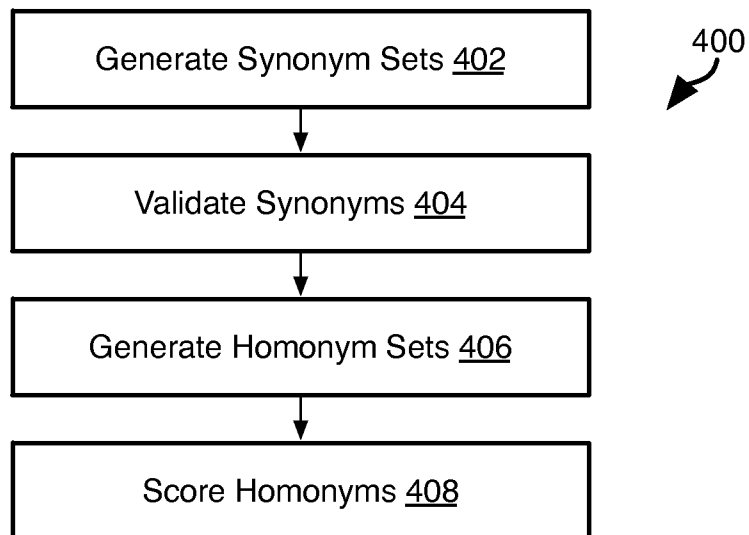 Generate Synonym Sets 402
400
Validate Synonyms 404
Generate Homonym Sets 406
Score Homonyms 408